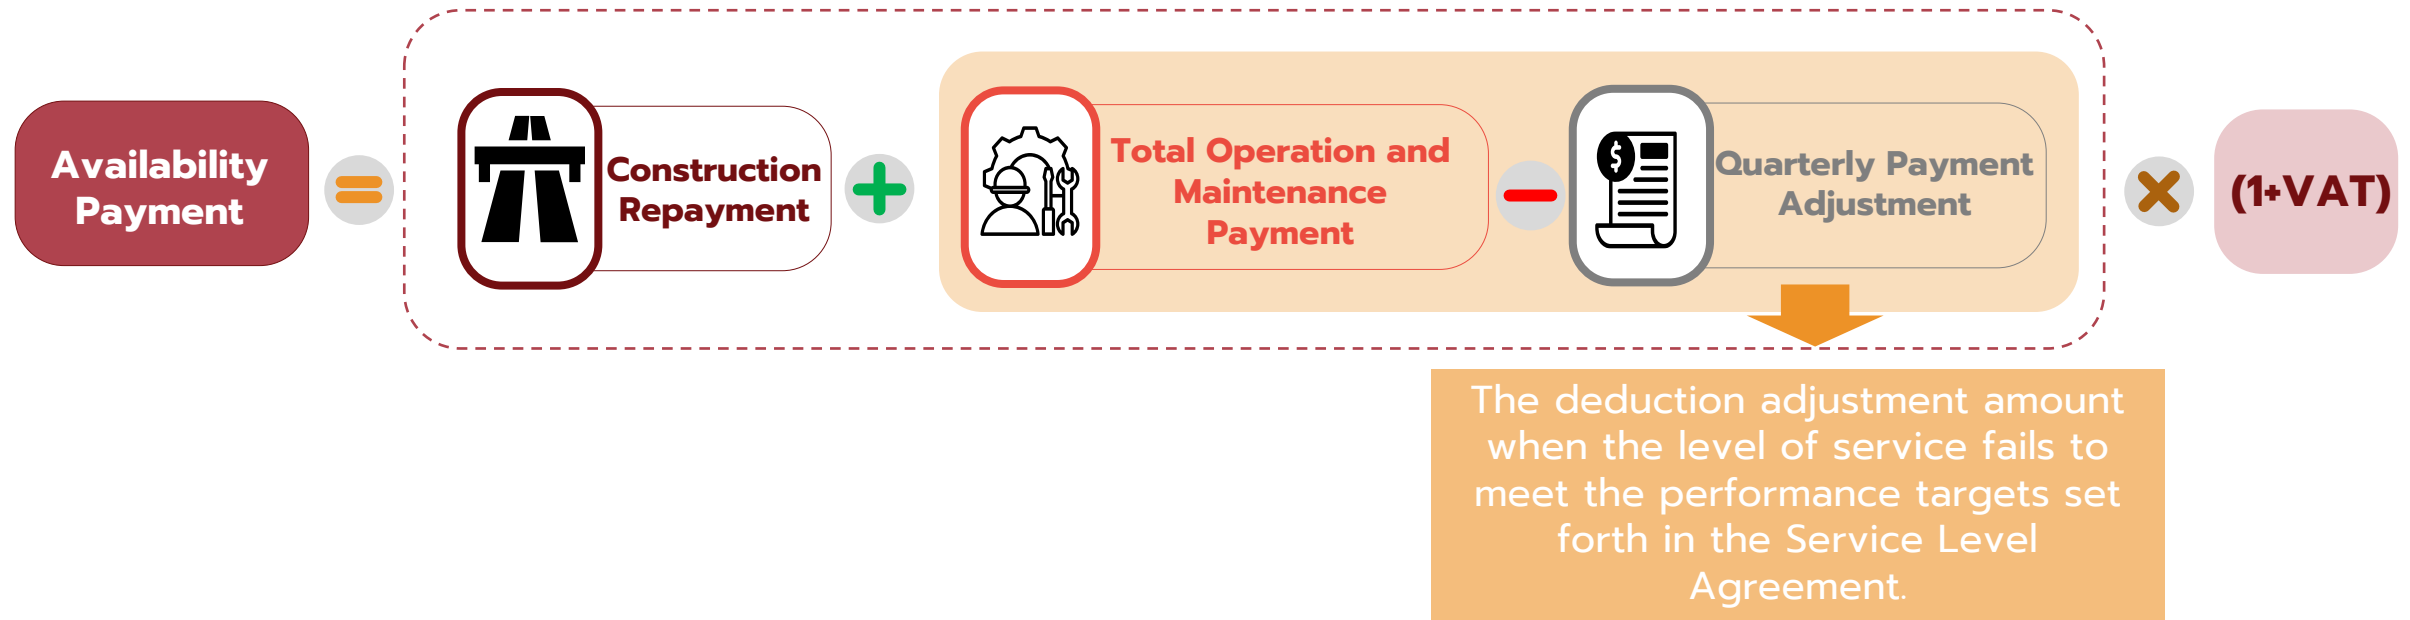 Availability
Payment
=
Construction
Repayment
+
Total Operation and
Maintenance
Payment
−
$
Quarterly Payment
Adjustment
×
(1+VAT)
The deduction adjustment amount
when the level of service fails to
meet the performance targets set
forth in the Service Level
Agreement.